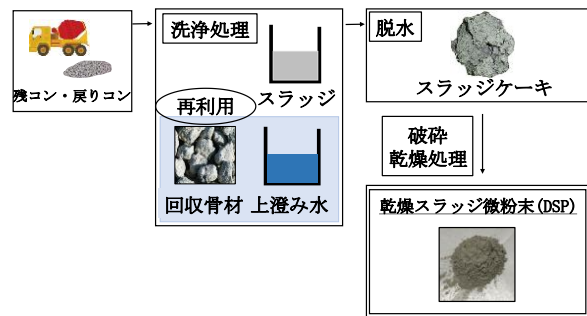 残コン・戻りコン
洗浄処理
スラッジ
再利用
回収骨材
上澄み水
脱水
スラッジケーキ
破砕
乾燥処理
乾燥スラッジ微粉末(DSP)